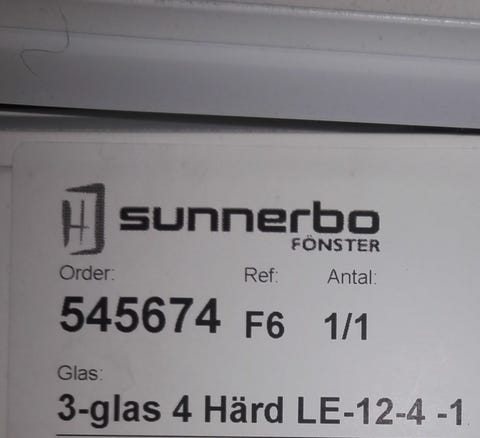 sunnerbo
FÖNSTER
Order: Ref: Antal:
545674 F6 1/1
Glas:
3-glas 4 Härd LE-12-4 -1